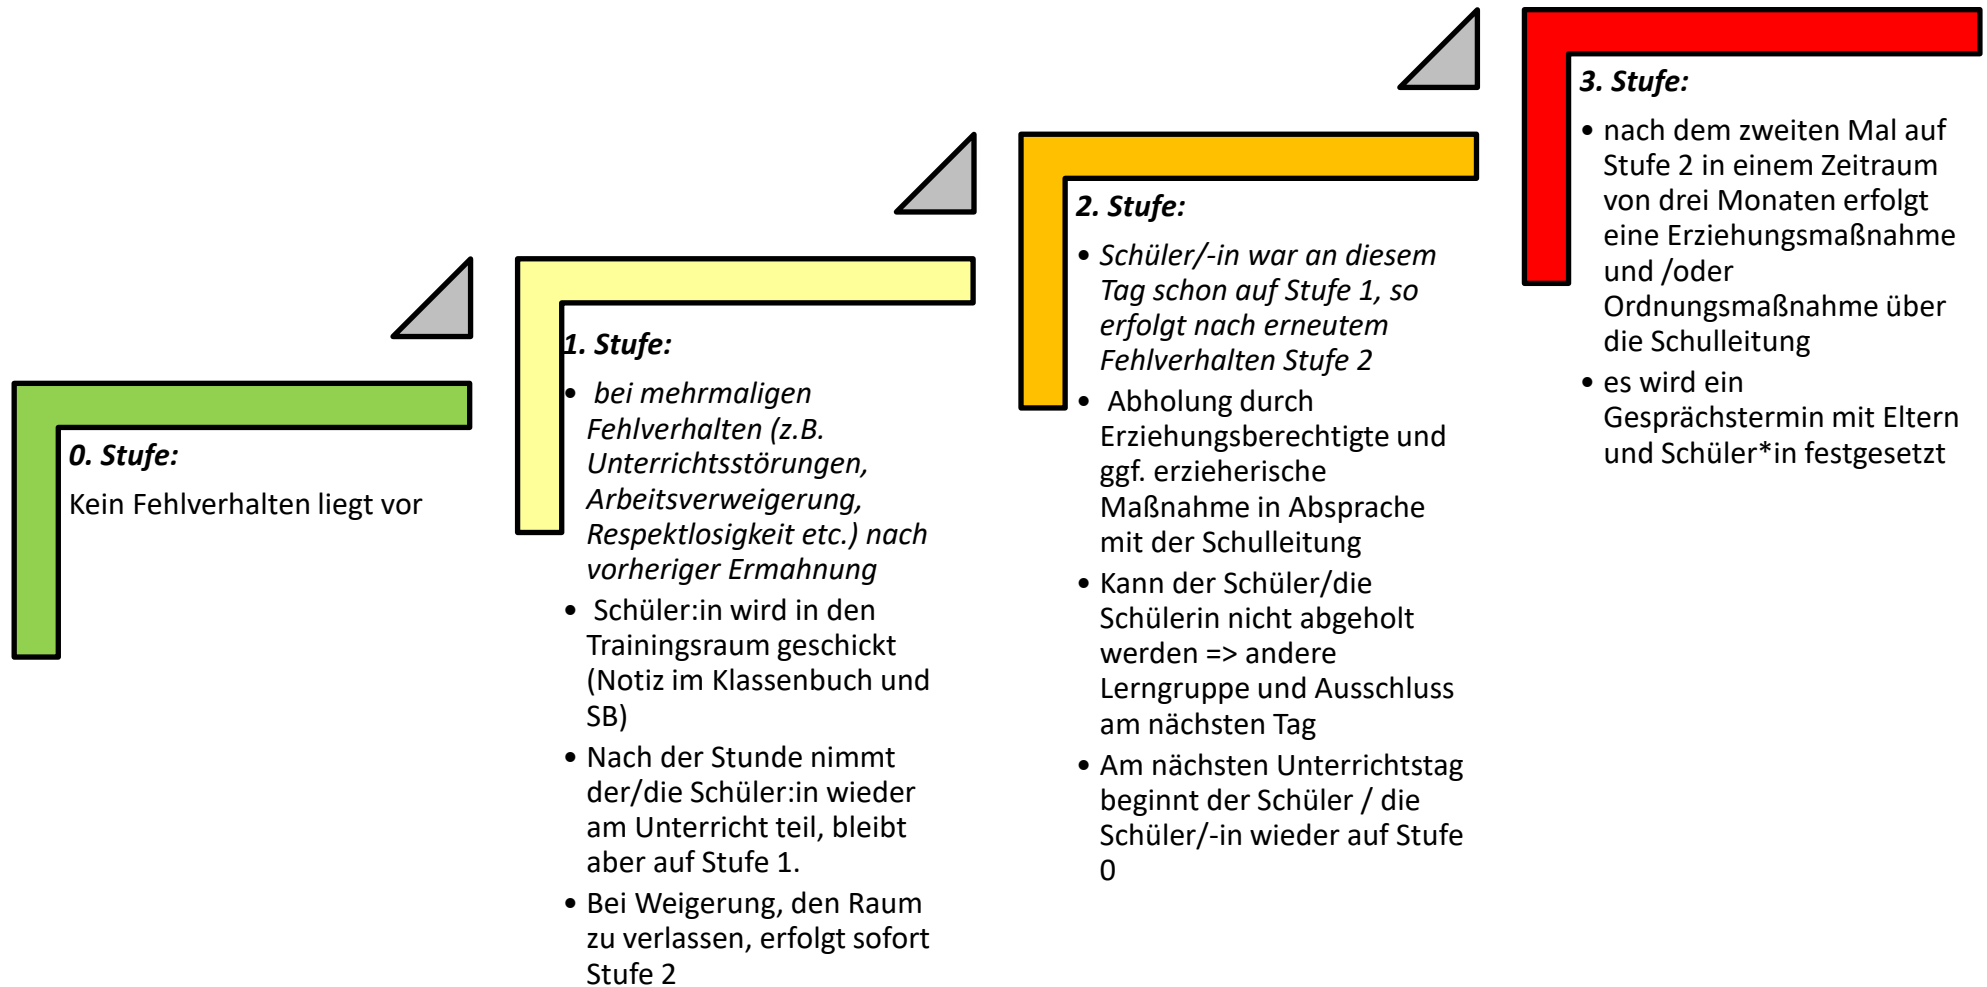 0. Stufe:
Kein Fehlverhalten liegt vor
1. Stufe:
• bei mehrmaligen
Fehlverhalten (z.B.
Unterrichtsstörungen,
Arbeitsverweigerung,
Respektlosigkeit etc.) nach
vorheriger Ermahnung
• Schüler:in wird in den
Trainingsraum geschickt
(Notiz im Klassenbuch und
SB)
• Nach der Stunde nimmt
der/die Schüler:in wieder
am Unterricht teil, bleibt
aber auf Stufe 1.
• Bei Weigerung, den Raum
zu verlassen, erfolgt sofort
Stufe 2
2. Stufe:
• Schüler/-in war an diesem
Tag schon auf Stufe 1, so
erfolgt nach erneutem
Fehlverhalten Stufe 2
• Abholung durch
Erziehungsberechtigte und
ggf. erzieherische
Maßnahme in Absprache
mit der Schulleitung
• Kann der Schüler/die
Schülerin nicht abgeholt
werden => andere
Lerngruppe und Ausschluss
am nächsten Tag
• Am nächsten Unterrichtstag
beginnt der Schüler / die
Schüler/-in wieder auf Stufe
0
3. Stufe:
• nach dem zweiten Mal auf
Stufe 2 in einem Zeitraum
von drei Monaten erfolgt
eine Erziehungsmaßnahme
und /oder
Ordnungsmaßnahme über
die Schulleitung
• es wird ein
Gesprächstermin mit Eltern
und Schüler*in festgesetzt